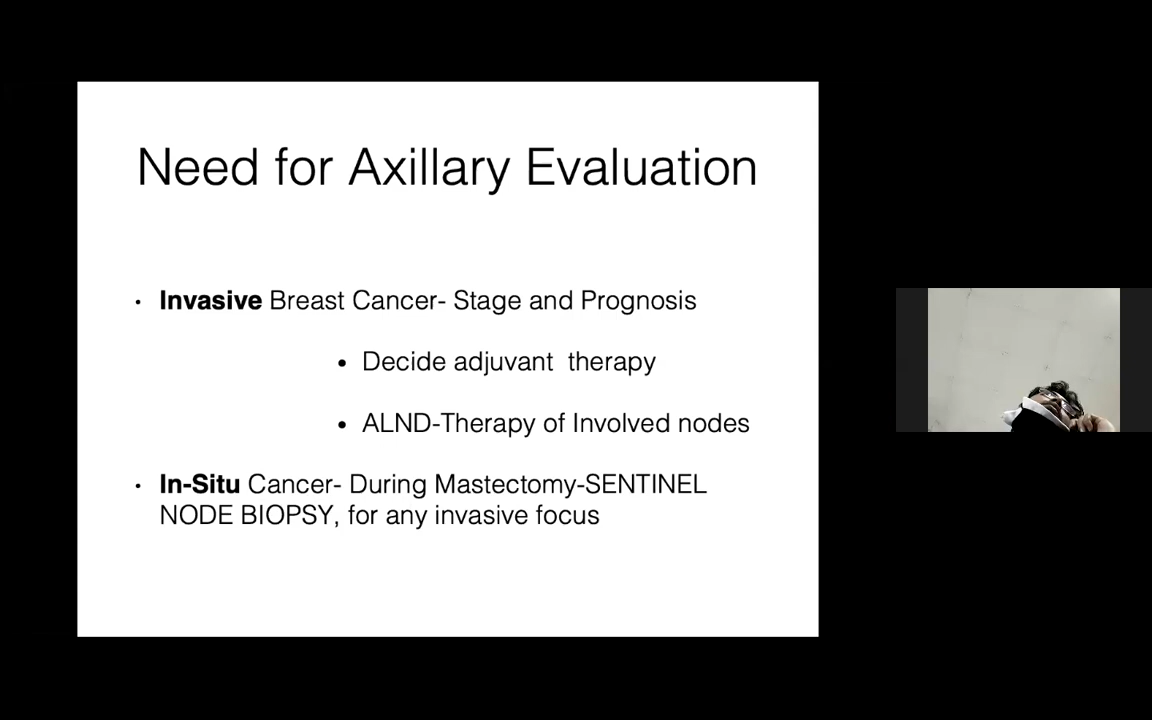 Need for Axillary Evaluation
• Invasive Breast Cancer- Stage and Prognosis
• Decide adjuvant therapy
• ALND-Therapy of Involved nodes
• In-Situ Cancer- During Mastectomy-SENTINEL
NODE BIOPSY, for any invasive focus